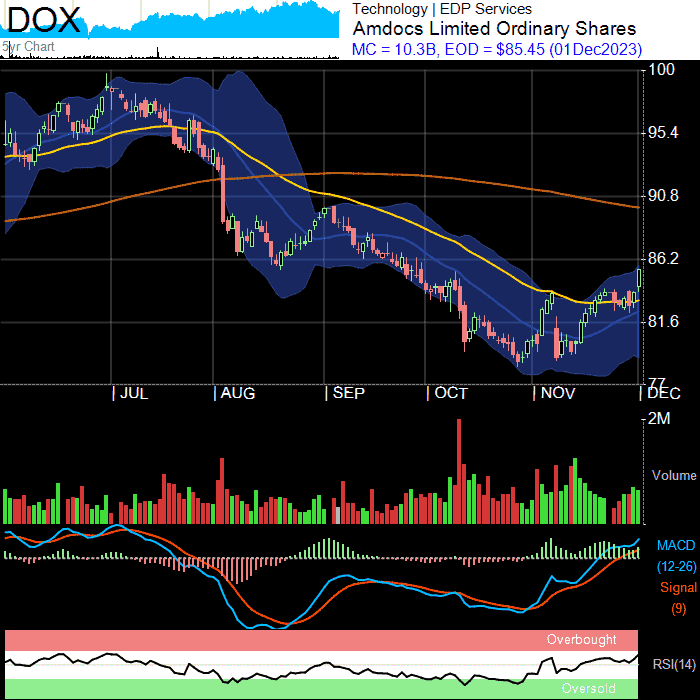 DOX
5yr Chart
Technology | EDP Services
Amdocs Limited Ordinary Shares
MC = 10.3B, EOD = $85.45 (01Dec2023)
100
95.4
90.8
86.2
81.6
77
| JUL | AUG | SEP | OCT | NOV | DEC
2M
Volume
MACD
(12-26)
Signal
(9)
Overbought
RSI(14)
Oversold